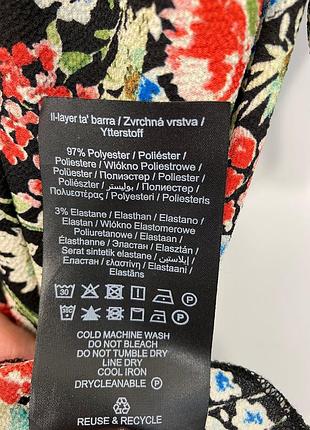 Il-layer ta' barra / Zvrchná vrstva /
Ytterstoff
97% Polyester / Poliéster /
Poliestere / Włókno Poliestrowe /
Polüester / Полиэстер /
Poliészter / بوليستر / Полиестер /
Πολυεστέρας / Polyesteri / Poliesteris
3% Elastane / Elasthan / Elastano /
Elastan / Włókno Elastomerowe
Poliuretanowe / Elastaan /
Élasthanne / Эластан / Elasztán /
Serat sintetik elastane / إيلاستين /
Еластан / ελαστίνη / Elastaani /
Elastāns
30
P
COLD MACHINE WASH
DO NOT BLEACH
DO NOT TUMBLE DRY
LINE DRY
COOL IRON
DRYCLEANABLE P
REUSE & RECYCLE